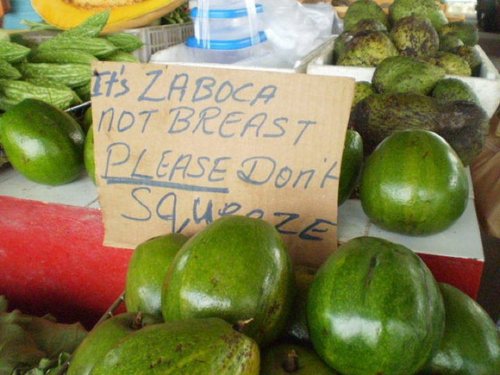 It's ZABOCA
NOT BREAST
PLEASE Don't
SQUEEZE